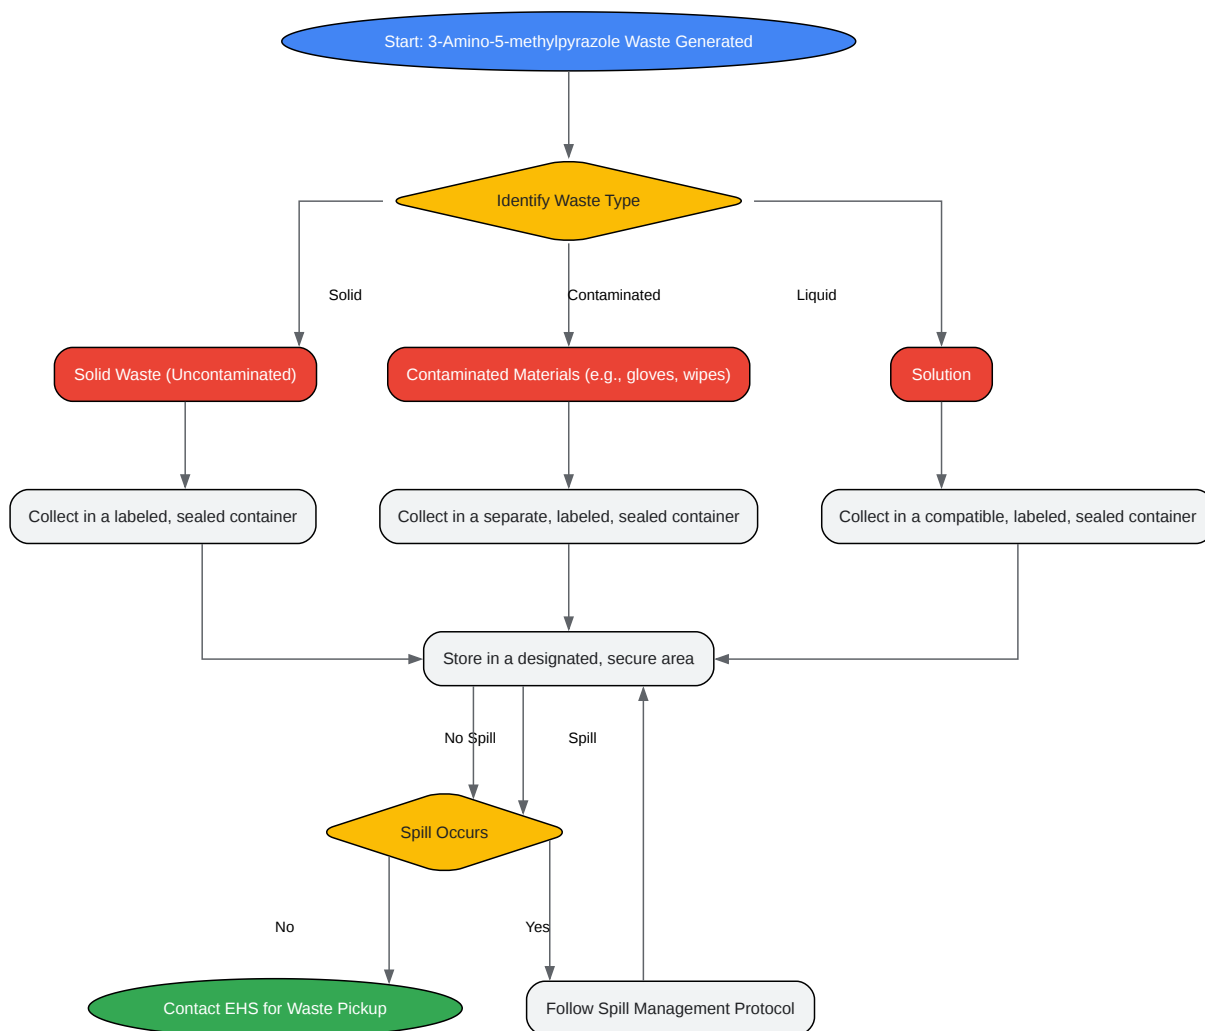 Start: 3-Amino-5-methylpyrazole Waste Generated
Identify Waste Type
Solid
Contaminated
Liquid
Solid Waste (Uncontaminated)
Contaminated Materials (e.g., gloves, wipes)
Solution
Collect in a labeled, sealed container
Collect in a separate, labeled, sealed container
Collect in a compatible, labeled, sealed container
Store in a designated, secure area
No Spill
Spill
Spill Occurs
No
Yes
Contact EHS for Waste Pickup
Follow Spill Management Protocol